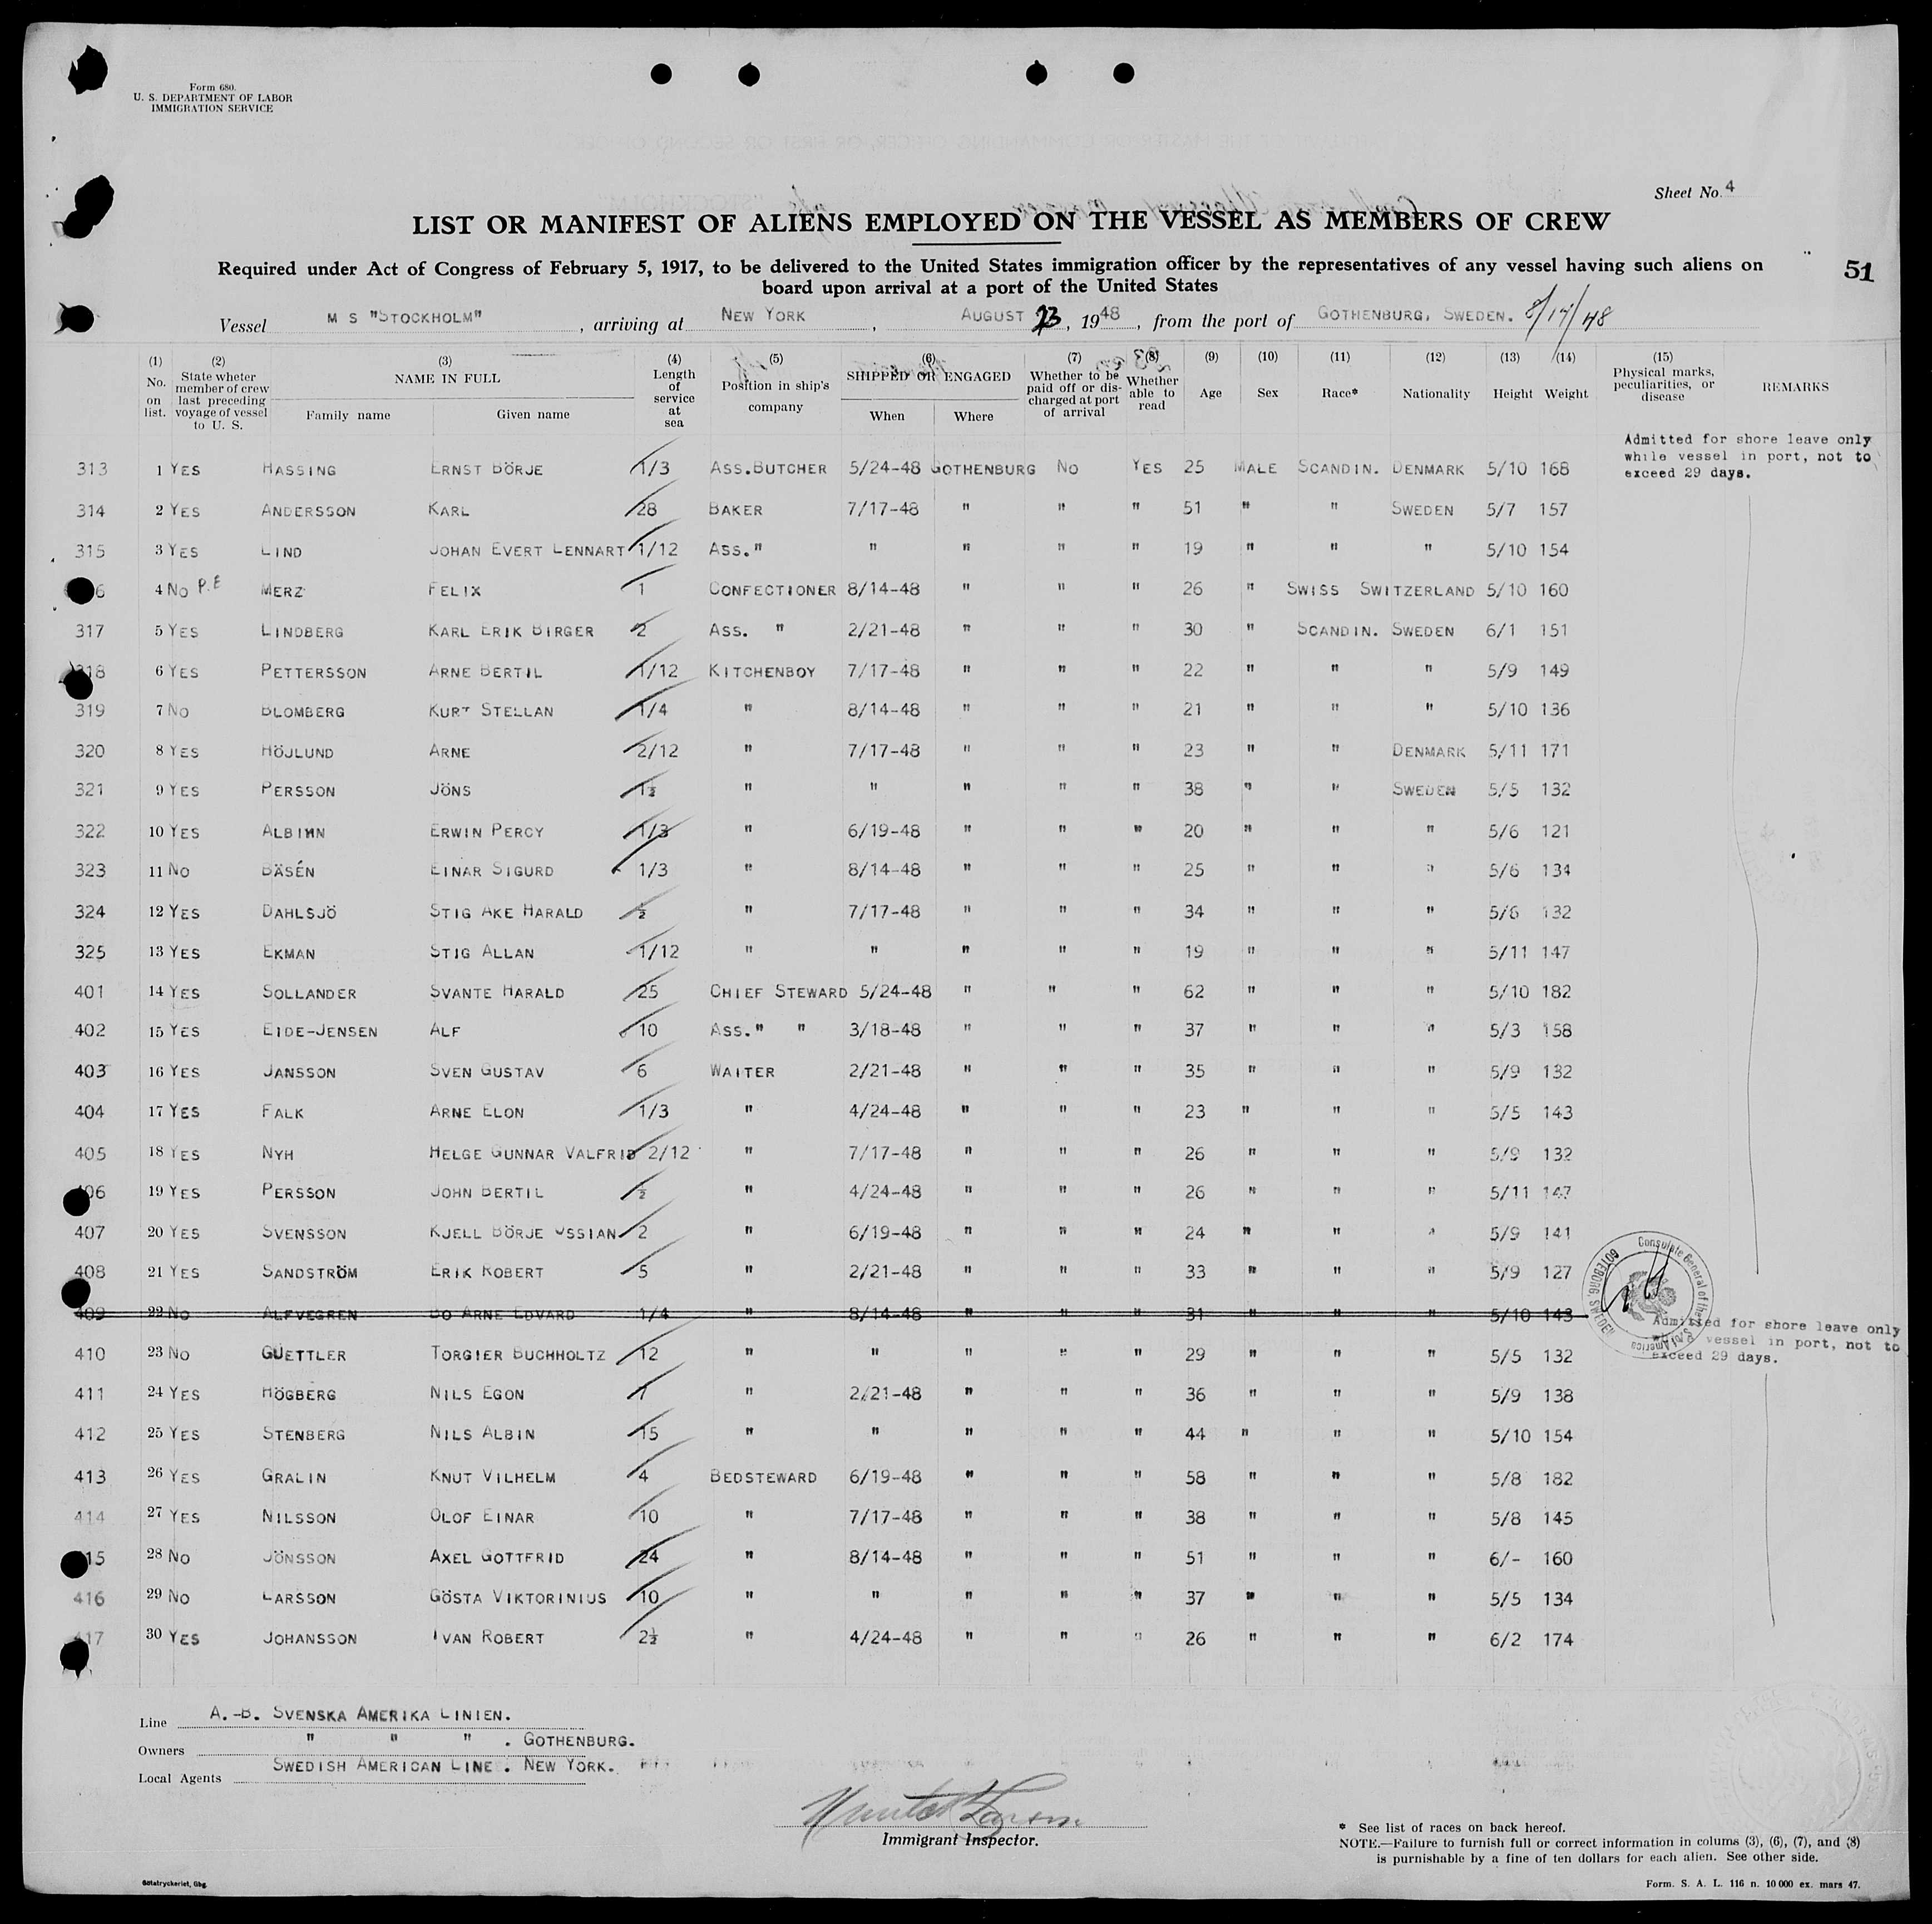 Form 680.
U. S. DEPARTMENT OF LABOR
IMMIGRATION SERVICE
Sheet No. 4
LIST OR MANIFEST OF ALIENS EMPLOYED ON THE VESSEL AS MEMBERS OF CREW
Required under Act of Congress of February 5, 1917, to be delivered to the United States immigration officer by the representatives of any vessel having such aliens on
board upon arrival at a port of the United States
51
Vessel M S "STOCKHOLM", arriving at NEW YORK, AUGUST 23, 1948, from the port of GOTHENBURG, SWEDEN. 8/14/48
(1) No. on list.
(2) State wheter member of crew last preceding voyage of vessel to U. S.
(3) NAME IN FULL Family name Given name
(4) Length of service at sea
(5) Position in ship's company
(6) SHIPPED OR ENGAGED When Where
(7) Whether to be paid off or discharged at port of arrival
(8) Whether able to read
(9) Age
(10) Sex
(11) Race*
(12) Nationality
(13) Height
(14) Weight
(15) Physical marks, peculiarities, or disease
REMARKS
Admitted for shore leave only
while vessel in port, not to
exceed 29 days.
313 1 YES HASSING ERNST BÖRJE 1/3 ASS.BUTCHER 5/24-48 GOTHENBURG NO YES 25 MALE SCANDIN. DENMARK 5/10 168
314 2 YES ANDERSSON KARL 28 BAKER 7/17-48 " " " 51 " " SWEDEN 5/7 157
315 3 YES LIND JOHAN EVERT LENNART 1/12 ASS." " " " " 19 " " " 5/10 154
6 4 NO P.E MERZ FELIX 1 CONFECTIONER 8/14-48 " " " 26 " SWISS SWITZERLAND 5/10 160
317 5 YES LINDBERG KARL ERIK BIRGER 2 ASS. " 2/21-48 " " " 30 " SCANDIN. SWEDEN 6/1 151
318 6 YES PETTERSSON ARNE BERTIL 1/12 KITCHENBOY 7/17-48 " " " 22 " " " 5/9 149
319 7 NO BLOMBERG KURT STELLAN 1/4 " 8/14-48 " " " 21 " " " 5/10 136
320 8 YES HÖJLUND ARNE 2/12 " 7/17-48 " " " 23 " " DENMARK 5/11 171
321 9 YES PERSSON JÖNS 1½ " " " " " 38 " " SWEDEN 5/5 132
322 10 YES ALBINN ERWIN PERCY 1/3 " 6/19-48 " " " 20 " " " 5/6 121
323 11 NO BÄSÉN EINAR SIGURD 1/3 " 8/14-48 " " " 25 " " " 5/6 134
324 12 YES DAHLSJÖ STIG AKE HARALD ½ " 7/17-48 " " " 34 " " " 5/6 132
325 13 YES EKMAN STIG ALLAN 1/12 " " " " " 19 " " " 5/11 147
401 14 YES SOLLANDER SVANTE HARALD 25 CHIEF STEWARD 5/24-48 " " " 62 " " " 5/10 182
402 15 YES EIDE-JENSEN ALF 10 ASS." " 3/18-48 " " " 37 " " " 5/3 158
403 16 YES JANSSON SVEN GUSTAV 6 WAITER 2/21-48 " " " 35 " " " 5/9 132
404 17 YES FALK ARNE ELON 1/3 " 4/24-48 " " " 23 " " " 5/5 143
405 18 YES NYH HELGE GUNNAR VALFRID 2/12 " 7/17-48 " " " 26 " " " 5/9 132
406 19 YES PERSSON JOHN BERTIL ½ " 4/24-48 " " " 26 " " " 5/11 147
407 20 YES SVENSSON KJELL BÖRJE OSSIAN 2 " 6/19-48 " " " 24 " " " 5/9 141
408 21 YES SANDSTRÖM ERIK ROBERT 5 " 2/21-48 " " " 33 " " " 5/9 127
409 22 NO ALFVEGREN BO ARNE EDVARD 1/4 " 8/14-48 " " " 31 " " " 5/10 143
Consulate General of the U.S. of America GÖTEBORG, SWEDEN
Admitted for shore leave only
vessel in port, not to
exceed 29 days.
410 23 NO GUETTLER TORGIER BUCHHOLTZ 12 " " " " " 29 " " " 5/5 132
411 24 YES HÖGBERG NILS EGON 7 " 2/21-48 " " " 36 " " " 5/9 138
412 25 YES STENBERG NILS ALBIN 15 " " " " " 44 " " " 5/10 154
413 26 YES GRALIN KNUT VILHELM 4 BEDSTEWARD 6/19-48 " " " 58 " " " 5/8 182
414 27 YES NILSSON OLOF EINAR 10 " 7/17-48 " " " 38 " " " 5/8 145
415 28 NO JÖNSSON AXEL GOTTFRID 24 " 8/14-48 " " " 51 " " " 6/- 160
416 29 NO LARSSON GÖSTA VIKTORINIUS 10 " " " " " 37 " " " 5/5 134
417 30 YES JOHANSSON IVAN ROBERT 2½ " 4/24-48 " " " 26 " " " 6/2 174
Line A.-B. SVENSKA AMERIKA LINIEN.
Owners " " " . GOTHENBURG.
Local Agents SWEDISH AMERICAN LINE. NEW YORK.
Immigrant Inspector.
* See list of races on back hereof.
NOTE.—Failure to furnish full or correct information in colums (3), (6), (7), and (8)
is purnishable by a fine of ten dollars for each alien. See other side.
Götatryckeriet, Gbg.
Form. S. A. L. 116 n. 10 000 ex. mars 47.